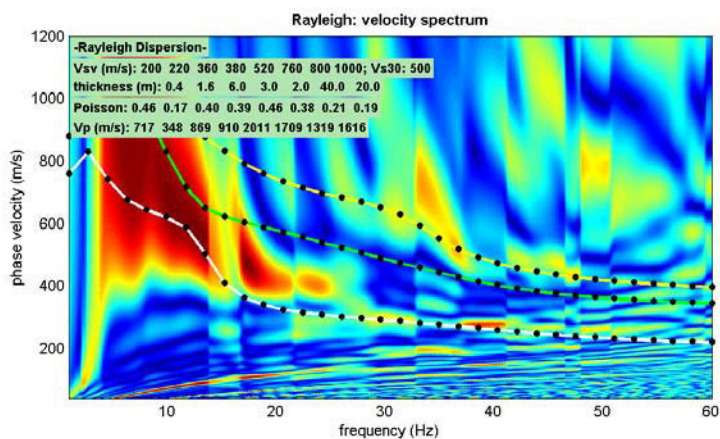 Rayleigh: velocity spectrum
-Rayleigh Dispersion-
Vsv (m/s): 200 220 360 380 520 760 800 1000; Vs30: 500
thickness (m): 0.4 1.6 6.0 3.0 2.0 40.0 20.0
Poisson: 0.46 0.17 0.40 0.39 0.46 0.38 0.21 0.19
Vp (m/s): 717 348 869 910 2011 1709 1319 1616
1200
1000
800
600
400
200
phase velocity (m/s)
10 20 30 40 50 60
frequency (Hz)